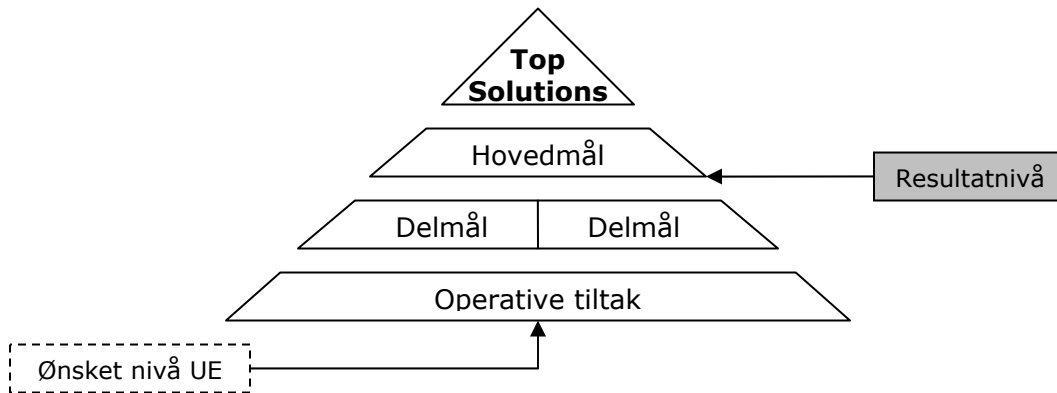 Top
Solutions
Hovedmål
Resultatnivå
Delmål Delmål
Operative tiltak
Ønsket nivå UE